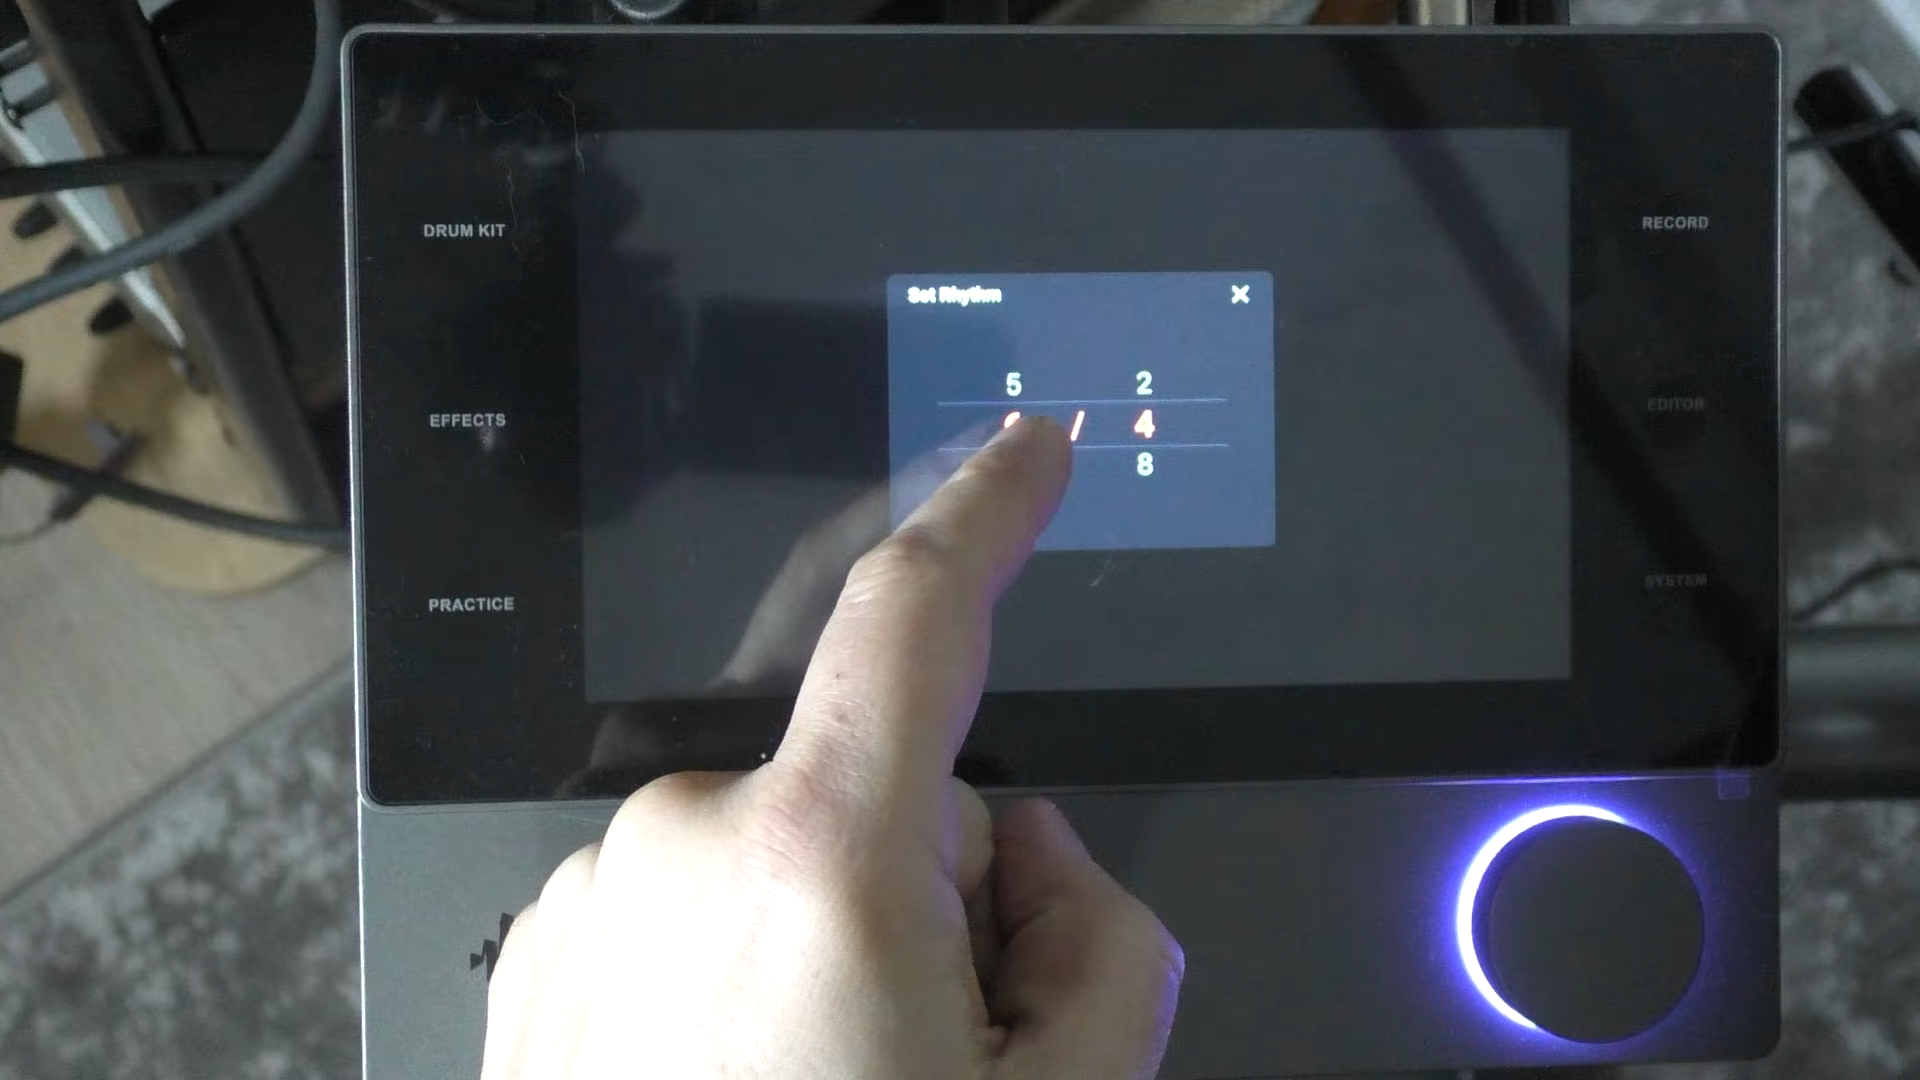 DRUM KIT
EFFECTS
PRACTICE
Set Rhythm
5 2
/ 4
8
RECORD
EDITOR
SYSTEM